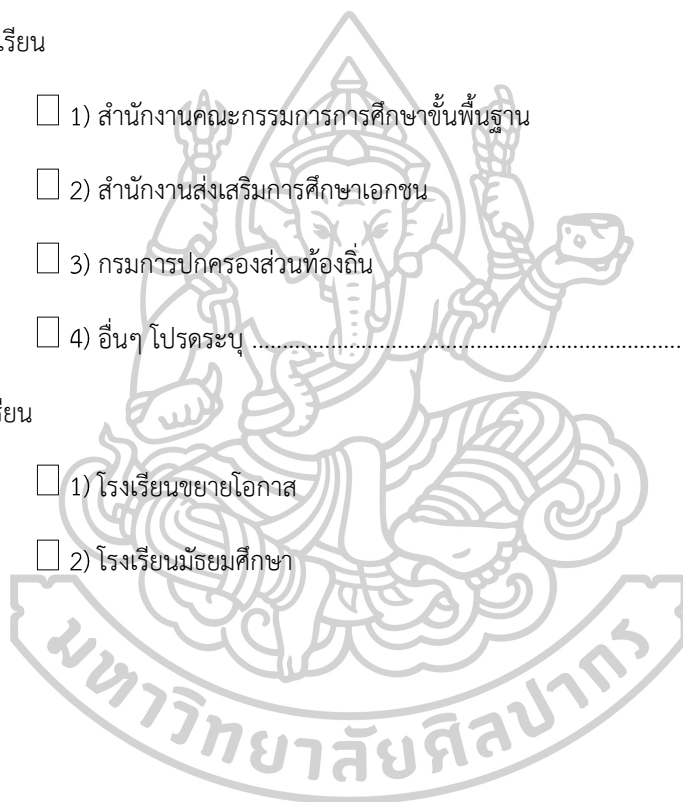 เรียน
1) สำนักงานคณะกรรมการการศึกษาขั้นพื้นฐาน
2) สำนักงานส่งเสริมการศึกษาเอกชน
3) กรมการปกครองส่วนท้องถิ่น
4) อื่นๆ โปรดระบุ ........................................................................
รียน
1) โรงเรียนขยายโอกาส
2) โรงเรียนมัธยมศึกษา
มหาวิทยาลัยศิลปากร